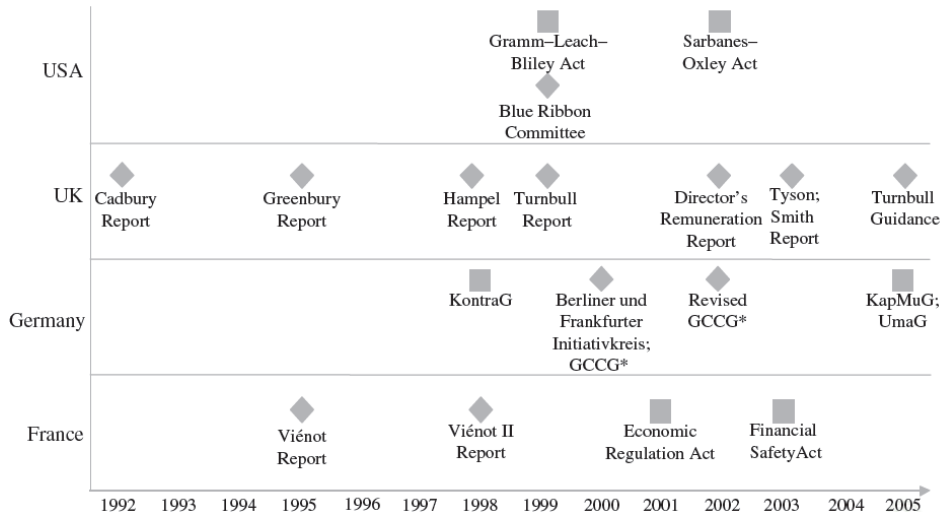 USA
Gramm–Leach–
Bliley Act
Sarbanes–
Oxley Act
Blue Ribbon
Committee
UK
Cadbury
Report
Greenbury
Report
Hampel
Report
Turnbull
Report
Director’s
Remuneration
Report
Tyson;
Smith
Report
Turnbull
Guidance
Germany
KontraG
Berliner und
Frankfurter
Initiativkreis;
GCCG*
Revised
GCCG*
KapMuG;
UmaG
France
Viénot
Report
Viénot II
Report
Economic
Regulation Act
Financial
SafetyAct
1992 1993 1994 1995 1996 1997 1998 1999 2000 2001 2002 2003 2004 2005